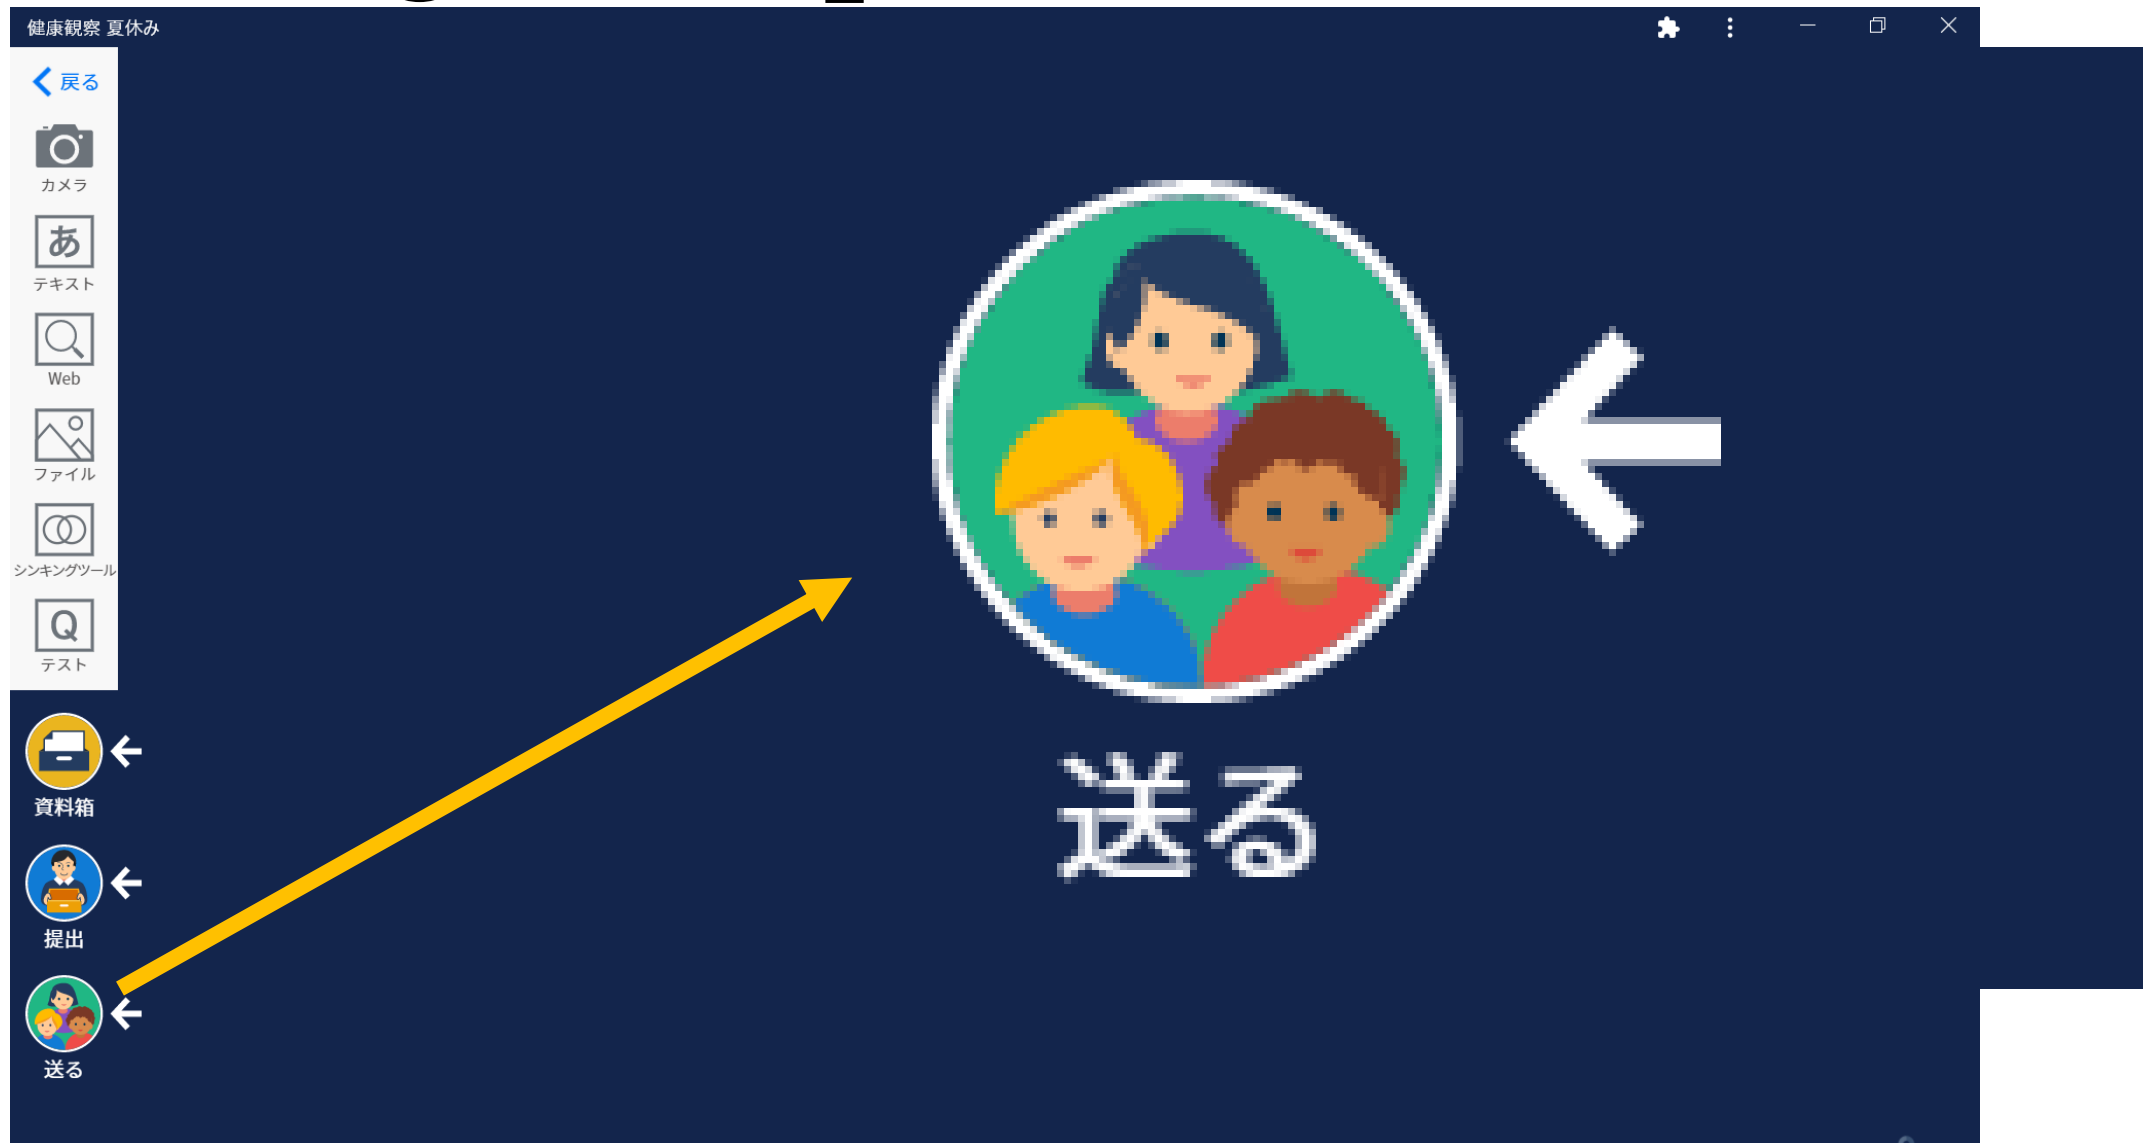 健康観察 夏休み
戻る
カメラ
あ
テキスト
Web
ファイル
シンキングツール
Q
テスト
資料箱
提出
送る
送る